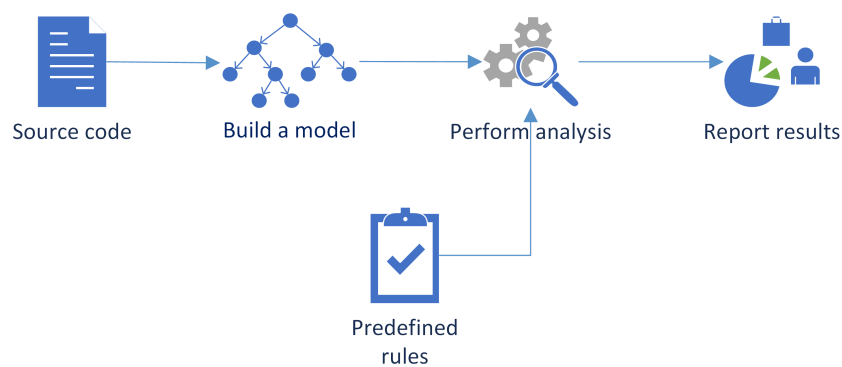 Source code
Build a model
Perform analysis
Report results
Predefined
rules